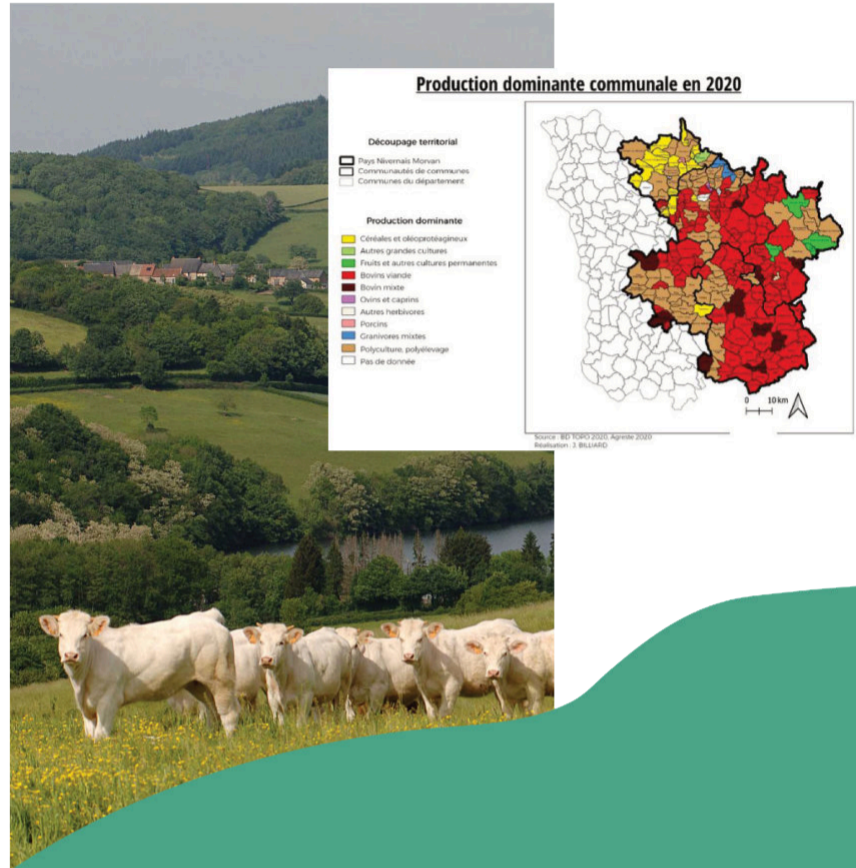 Production dominante communale en 2020
Découpage territorial
Pays Nivernais Morvan
Communautés de communes
Communes du département
Production dominante
Céréales et oléoprotéagineux
Autres grandes cultures
Fruits et autres cultures permanentes
Bovins viande
Bovin mixte
Ovins et caprins
Autres herbivores
Porcins
Granivores mixtes
Polyculture, polyélevage
Pas de donnée
0 10 km
Source : BD TOPO 2020, Agreste 2020
Réalisation : J. BILLIARD